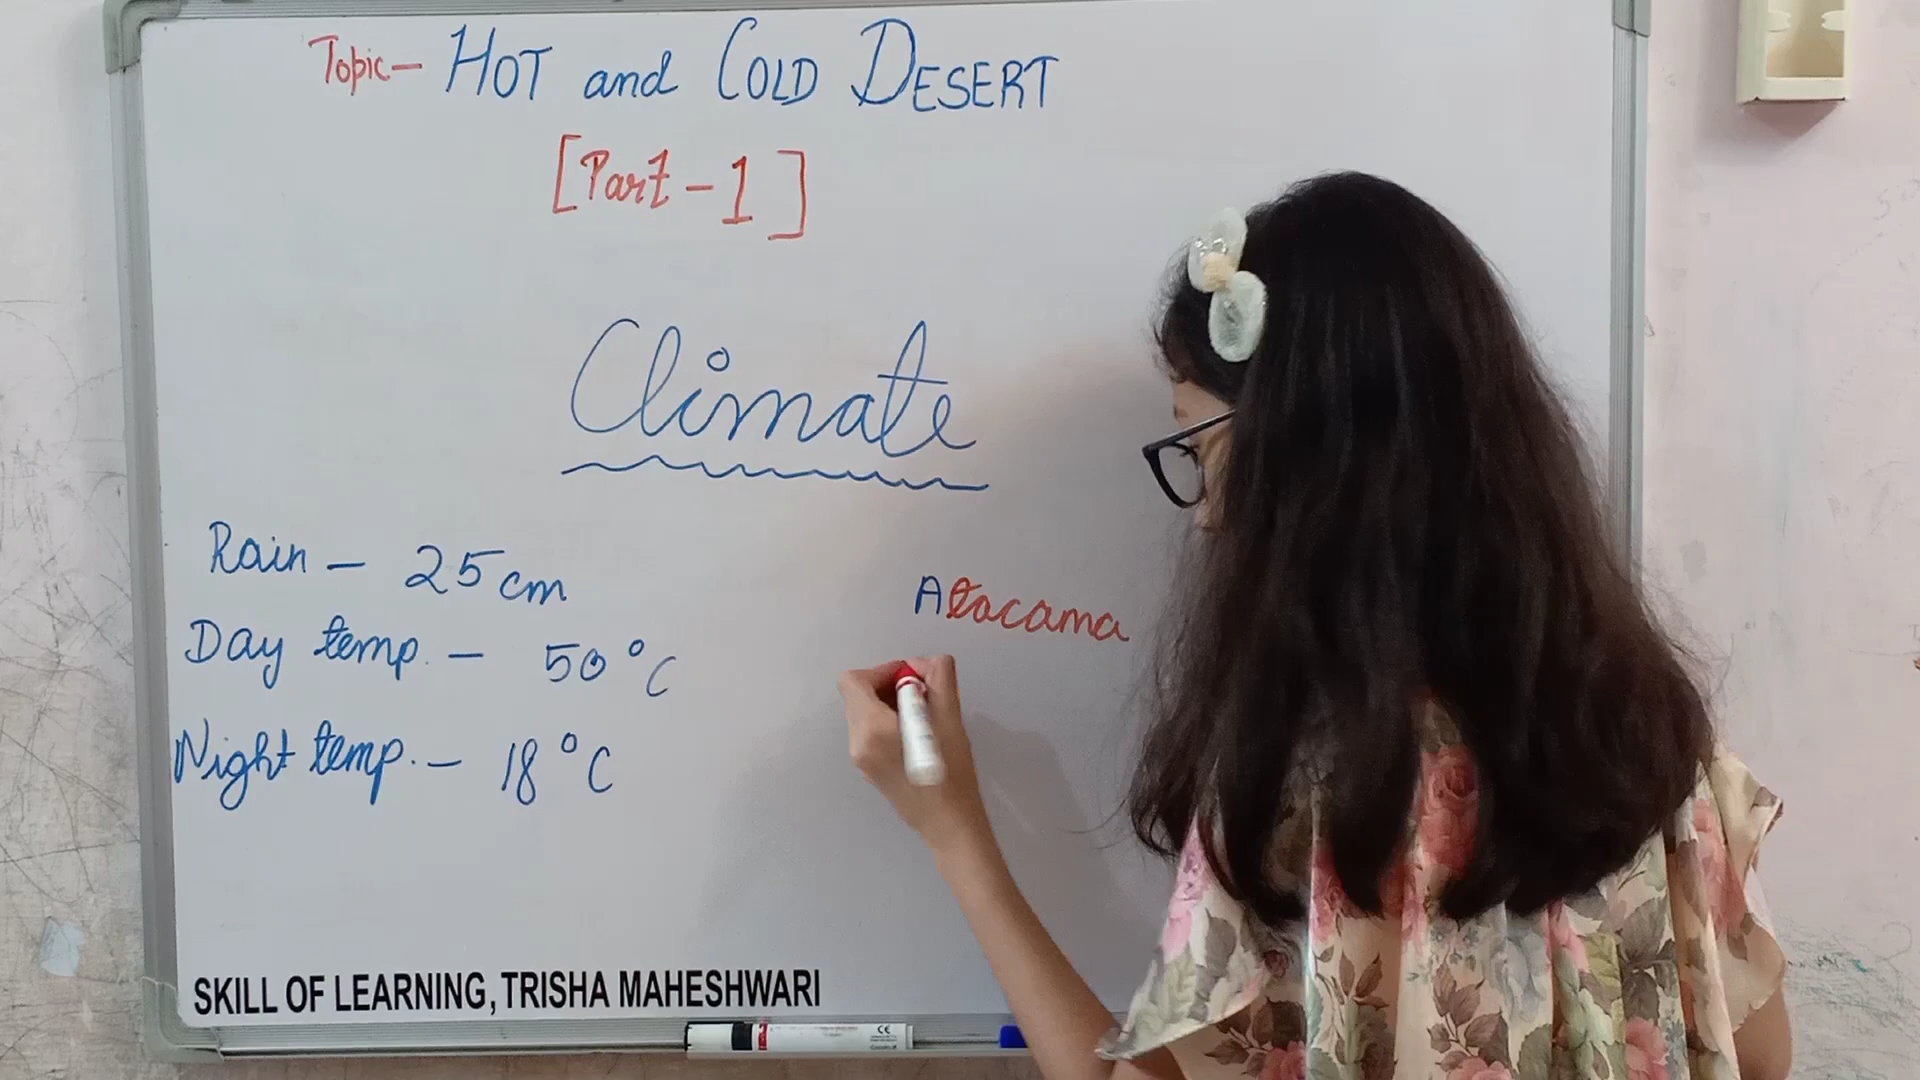 Topic- HOT and COLD DESERT
[Part-1]
Climate
Rain - 25 cm
Day temp. - 50°C
Night temp. - 18°C
Atacama
SKILL OF LEARNING, TRISHA MAHESHWARI